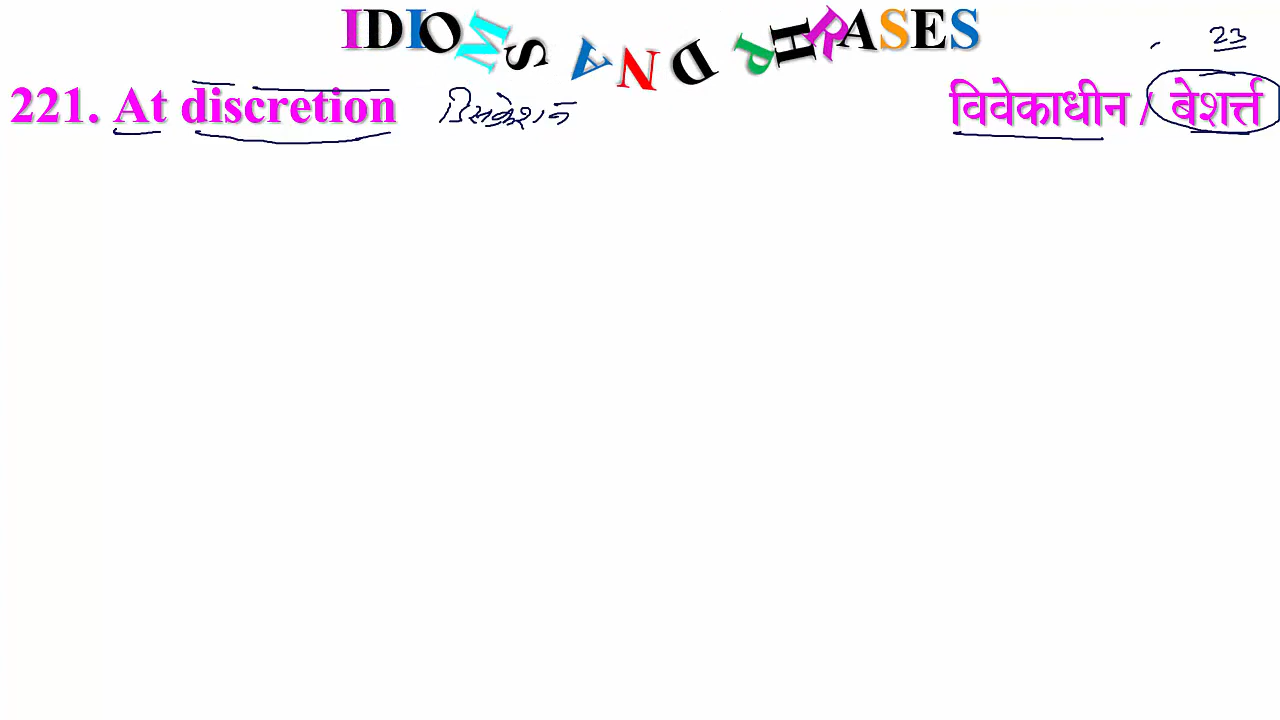 IDIOMS AND PHRASES
23
221. At discretion डिसक्रेशन विवेकाधीन / बेशर्त्त